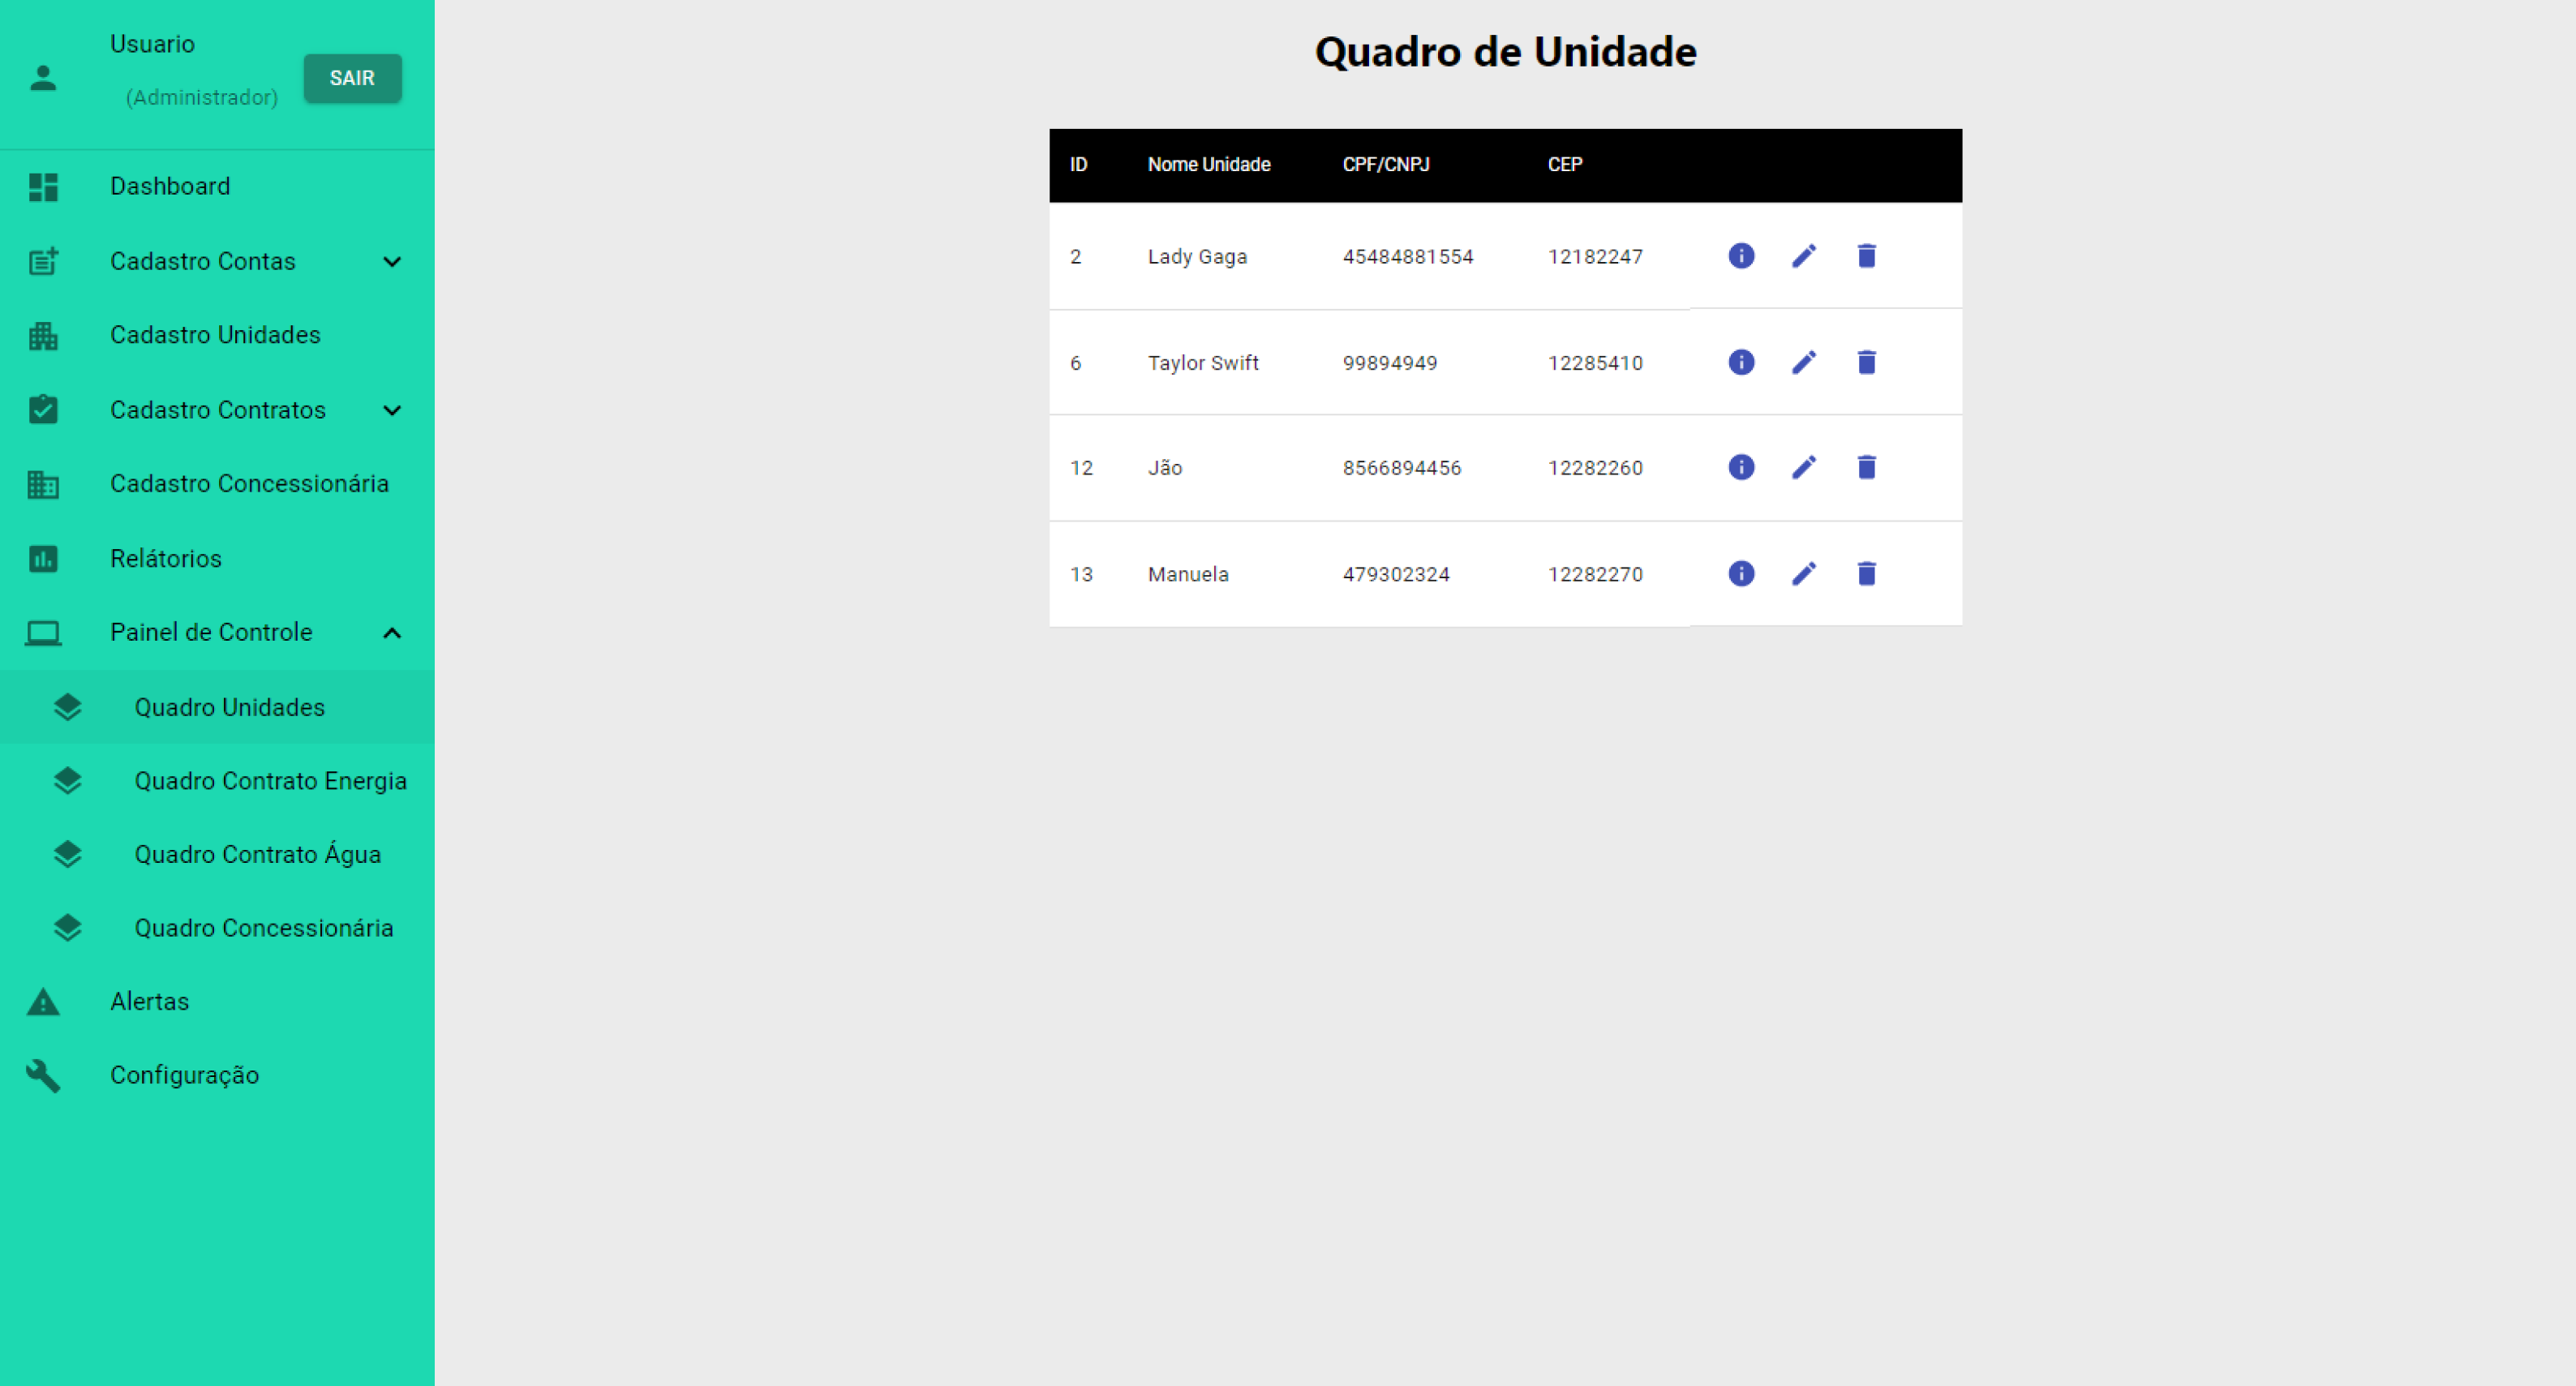 Usuario
(Administrador)
SAIR
Dashboard
Cadastro Contas
Cadastro Unidades
Cadastro Contratos
Cadastro Concessionária
Relátorios
Painel de Controle
Quadro Unidades
Quadro Contrato Energia
Quadro Contrato Água
Quadro Concessionária
Alertas
Configuração
Quadro de Unidade
ID Nome Unidade CPF/CNPJ CEP
2 Lady Gaga 45484881554 12182247
6 Taylor Swift 99894949 12285410
12 Jão 8566894456 12282260
13 Manuela 479302324 12282270